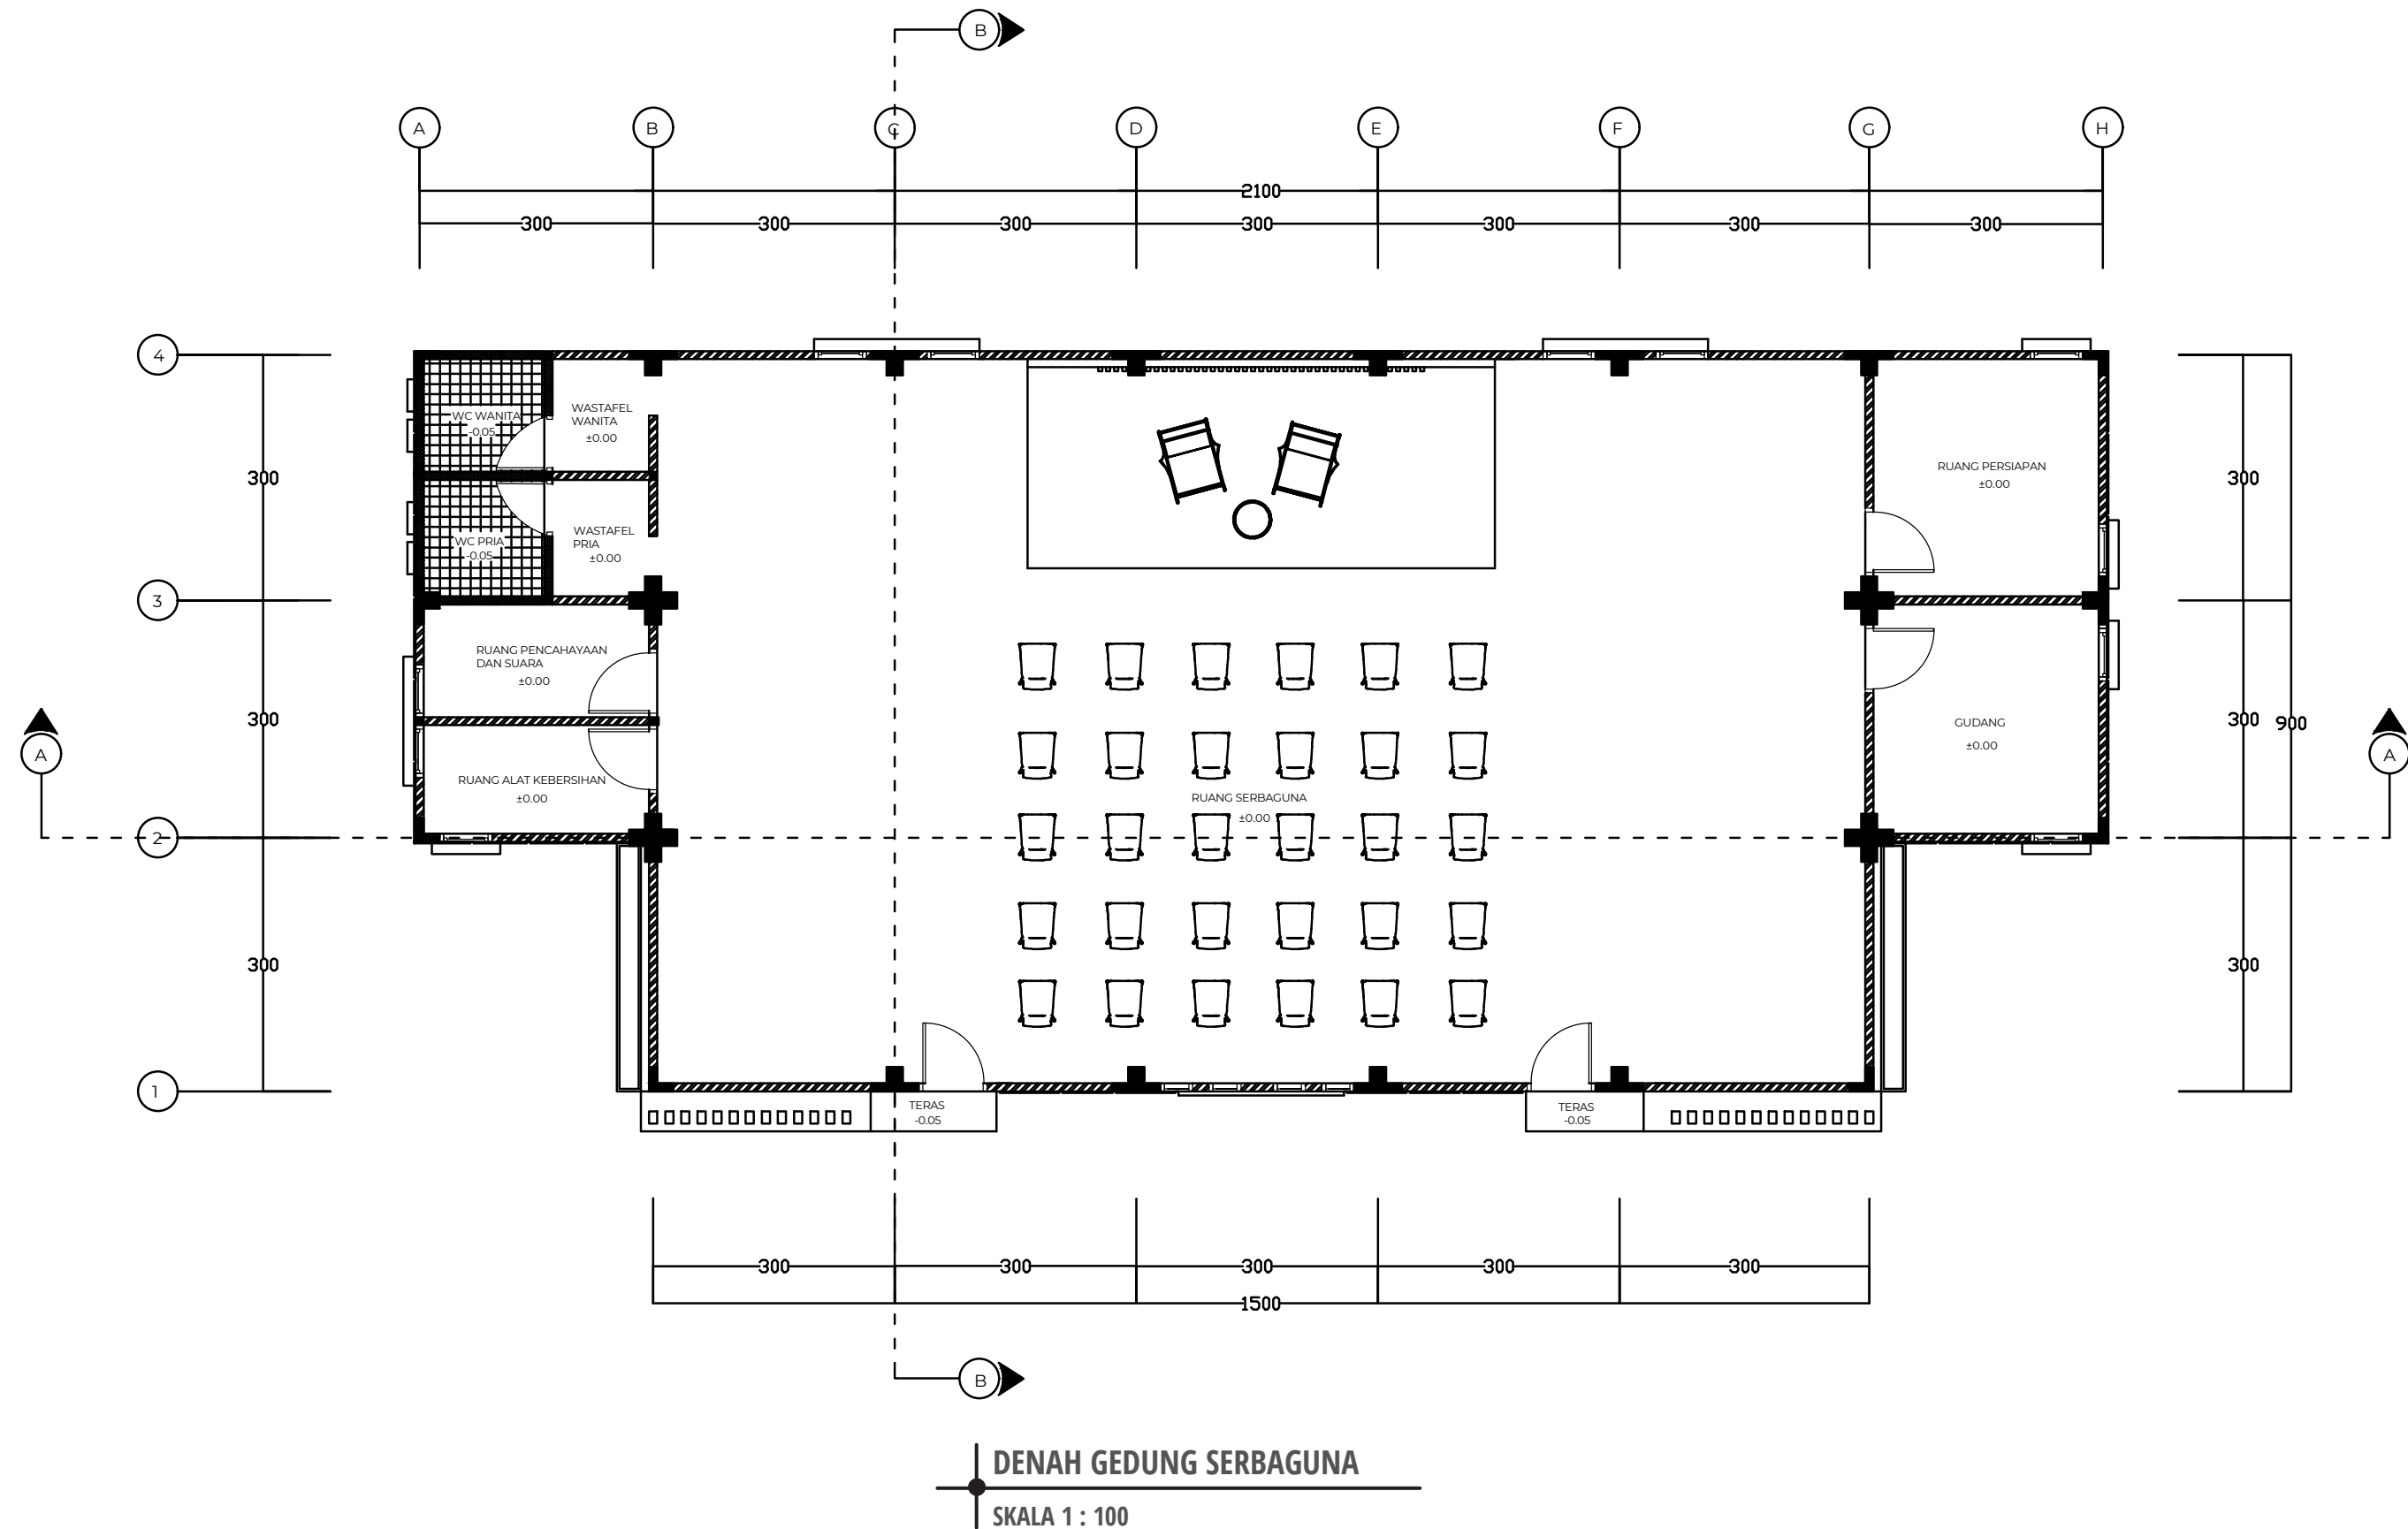 B
A B C D E F G H
2100
300 300 300 300 300 300 300
4
WC WANITA
-0.05
WASTAFEL
WANITA
±0.00
RUANG PERSIAPAN
±0.00
300
300
WC PRIA
-0.05
WASTAFEL
PRIA
±0.00
3
RUANG PENCAHAYAAN
DAN SUARA
±0.00
300
300
900
GUDANG
±0.00
A
A
RUANG ALAT KEBERSIHAN
±0.00
RUANG SERBAGUNA
±0.00
2
300
300
1
TERAS
-0.05
TERAS
-0.05
300 300 300 300 300
1500
B
DENAH GEDUNG SERBAGUNA
SKALA 1 : 100